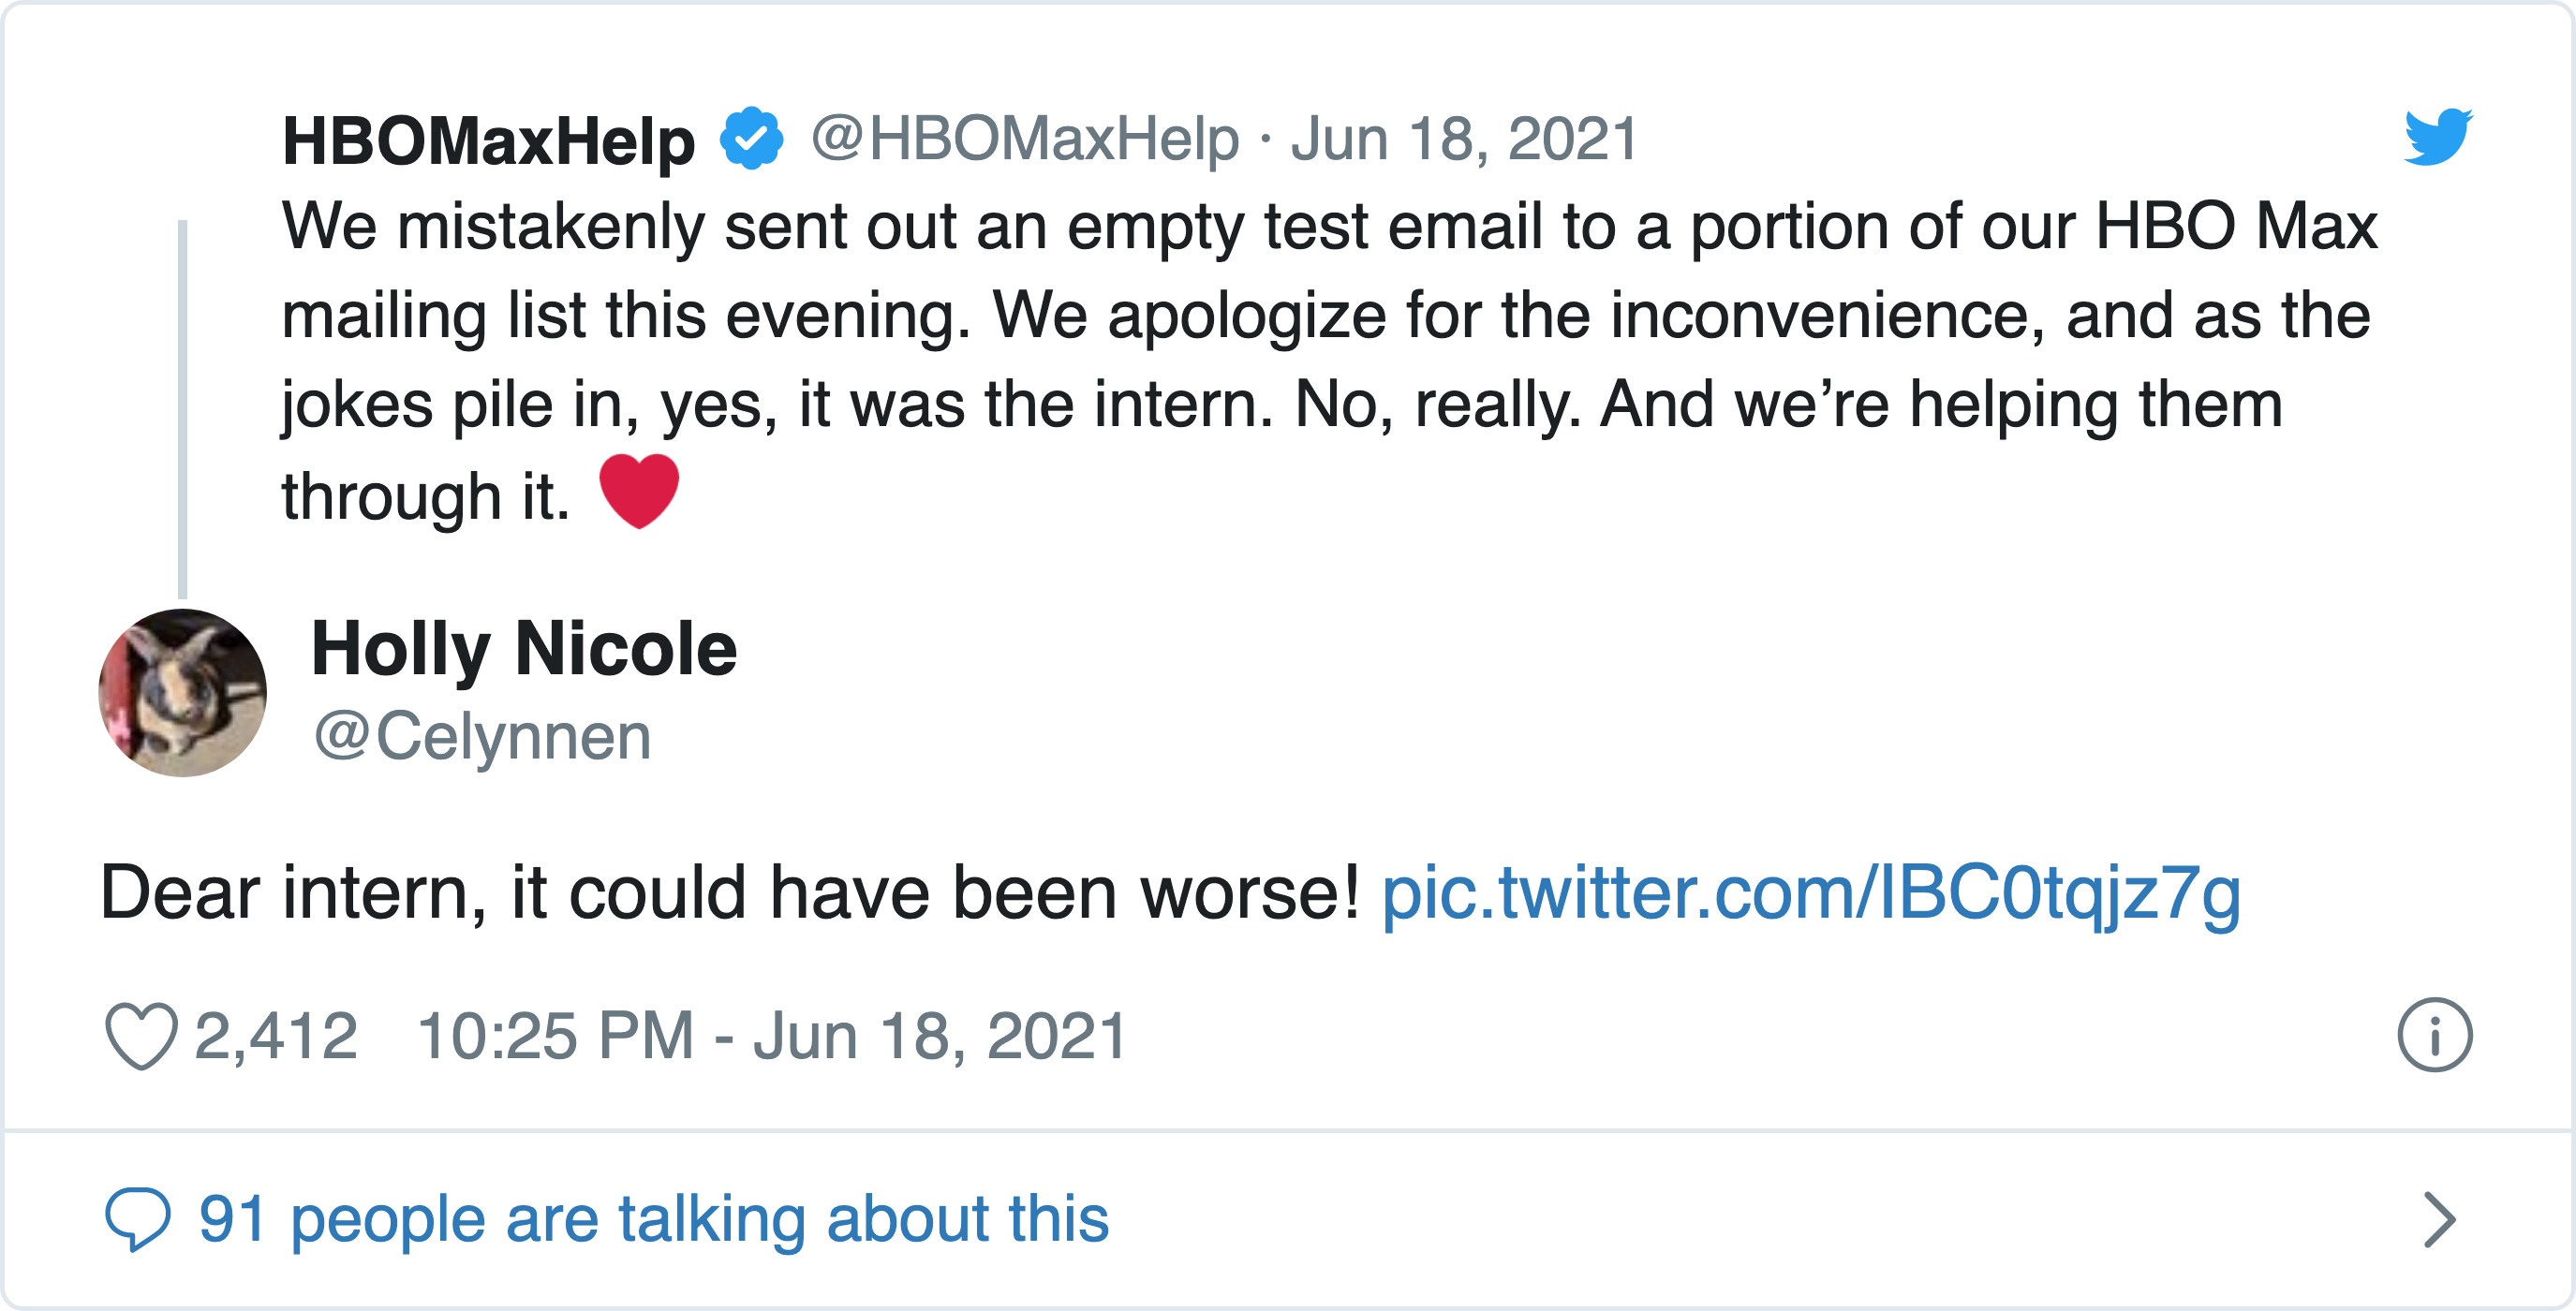 HBOMaxHelp @HBOMaxHelp · Jun 18, 2021
We mistakenly sent out an empty test email to a portion of our HBO Max
mailing list this evening. We apologize for the inconvenience, and as the
jokes pile in, yes, it was the intern. No, really. And we’re helping them
through it. ❤️
Holly Nicole
@Celynnen
Dear intern, it could have been worse! pic.twitter.com/IBC0tqjz7g
2,412 10:25 PM - Jun 18, 2021
91 people are talking about this